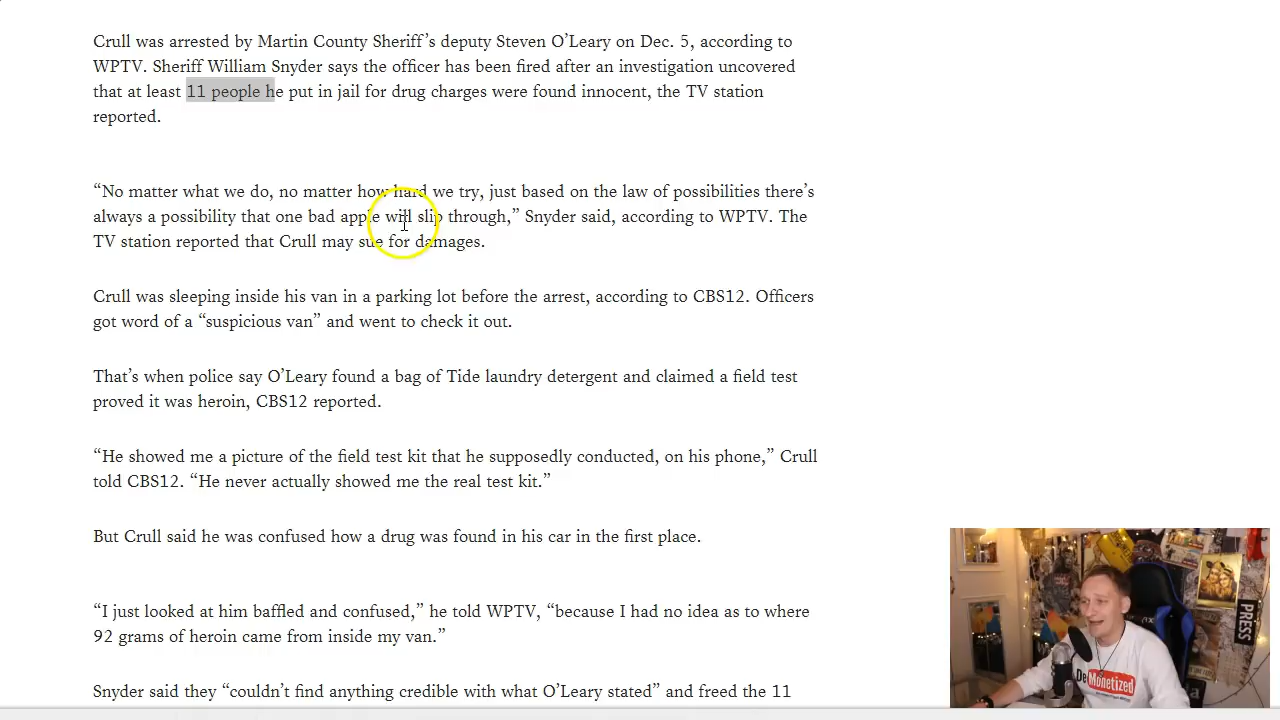 Crull was arrested by Martin County Sheriff’s deputy Steven O’Leary on Dec. 5, according to
WPTV. Sheriff William Snyder says the officer has been fired after an investigation uncovered
that at least 11 people he put in jail for drug charges were found innocent, the TV station
reported.
“No matter what we do, no matter how hard we try, just based on the law of possibilities there’s
always a possibility that one bad apple will slip through,” Snyder said, according to WPTV. The
TV station reported that Crull may sue for damages.
Crull was sleeping inside his van in a parking lot before the arrest, according to CBS12. Officers
got word of a “suspicious van” and went to check it out.
That’s when police say O’Leary found a bag of Tide laundry detergent and claimed a field test
proved it was heroin, CBS12 reported.
“He showed me a picture of the field test kit that he supposedly conducted, on his phone,” Crull
told CBS12. “He never actually showed me the real test kit.”
But Crull said he was confused how a drug was found in his car in the first place.
“I just looked at him baffled and confused,” he told WPTV, “because I had no idea as to where
92 grams of heroin came from inside my van.”
Snyder said they “couldn’t find anything credible with what O’Leary stated” and freed the 11
PRESS
DeMonetized